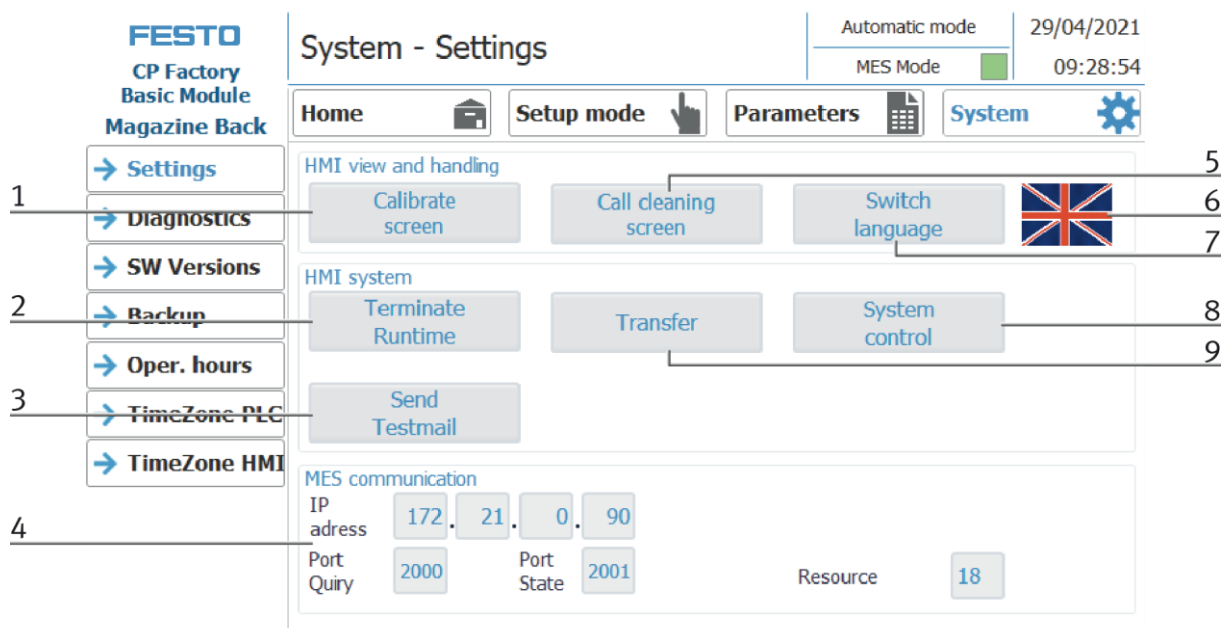 FESTO
CP Factory
Basic Module
Magazine Back
System - Settings
Automatic mode
MES Mode
29/04/2021
09:28:54
Home
Setup mode
Parameters
System
Settings
Diagnostics
SW Versions
Backup
Oper. hours
TimeZone PLC
TimeZone HMI
HMI view and handling
Calibrate
screen
Call cleaning
screen
Switch
language
HMI system
Terminate
Runtime
Transfer
System
control
Send
Testmail
MES communication
IP
adress
172 . 21 . 0 . 90
Port
Quiry
2000
Port
State
2001
Resource
18
1
2
3
4
5
6
7
8
9